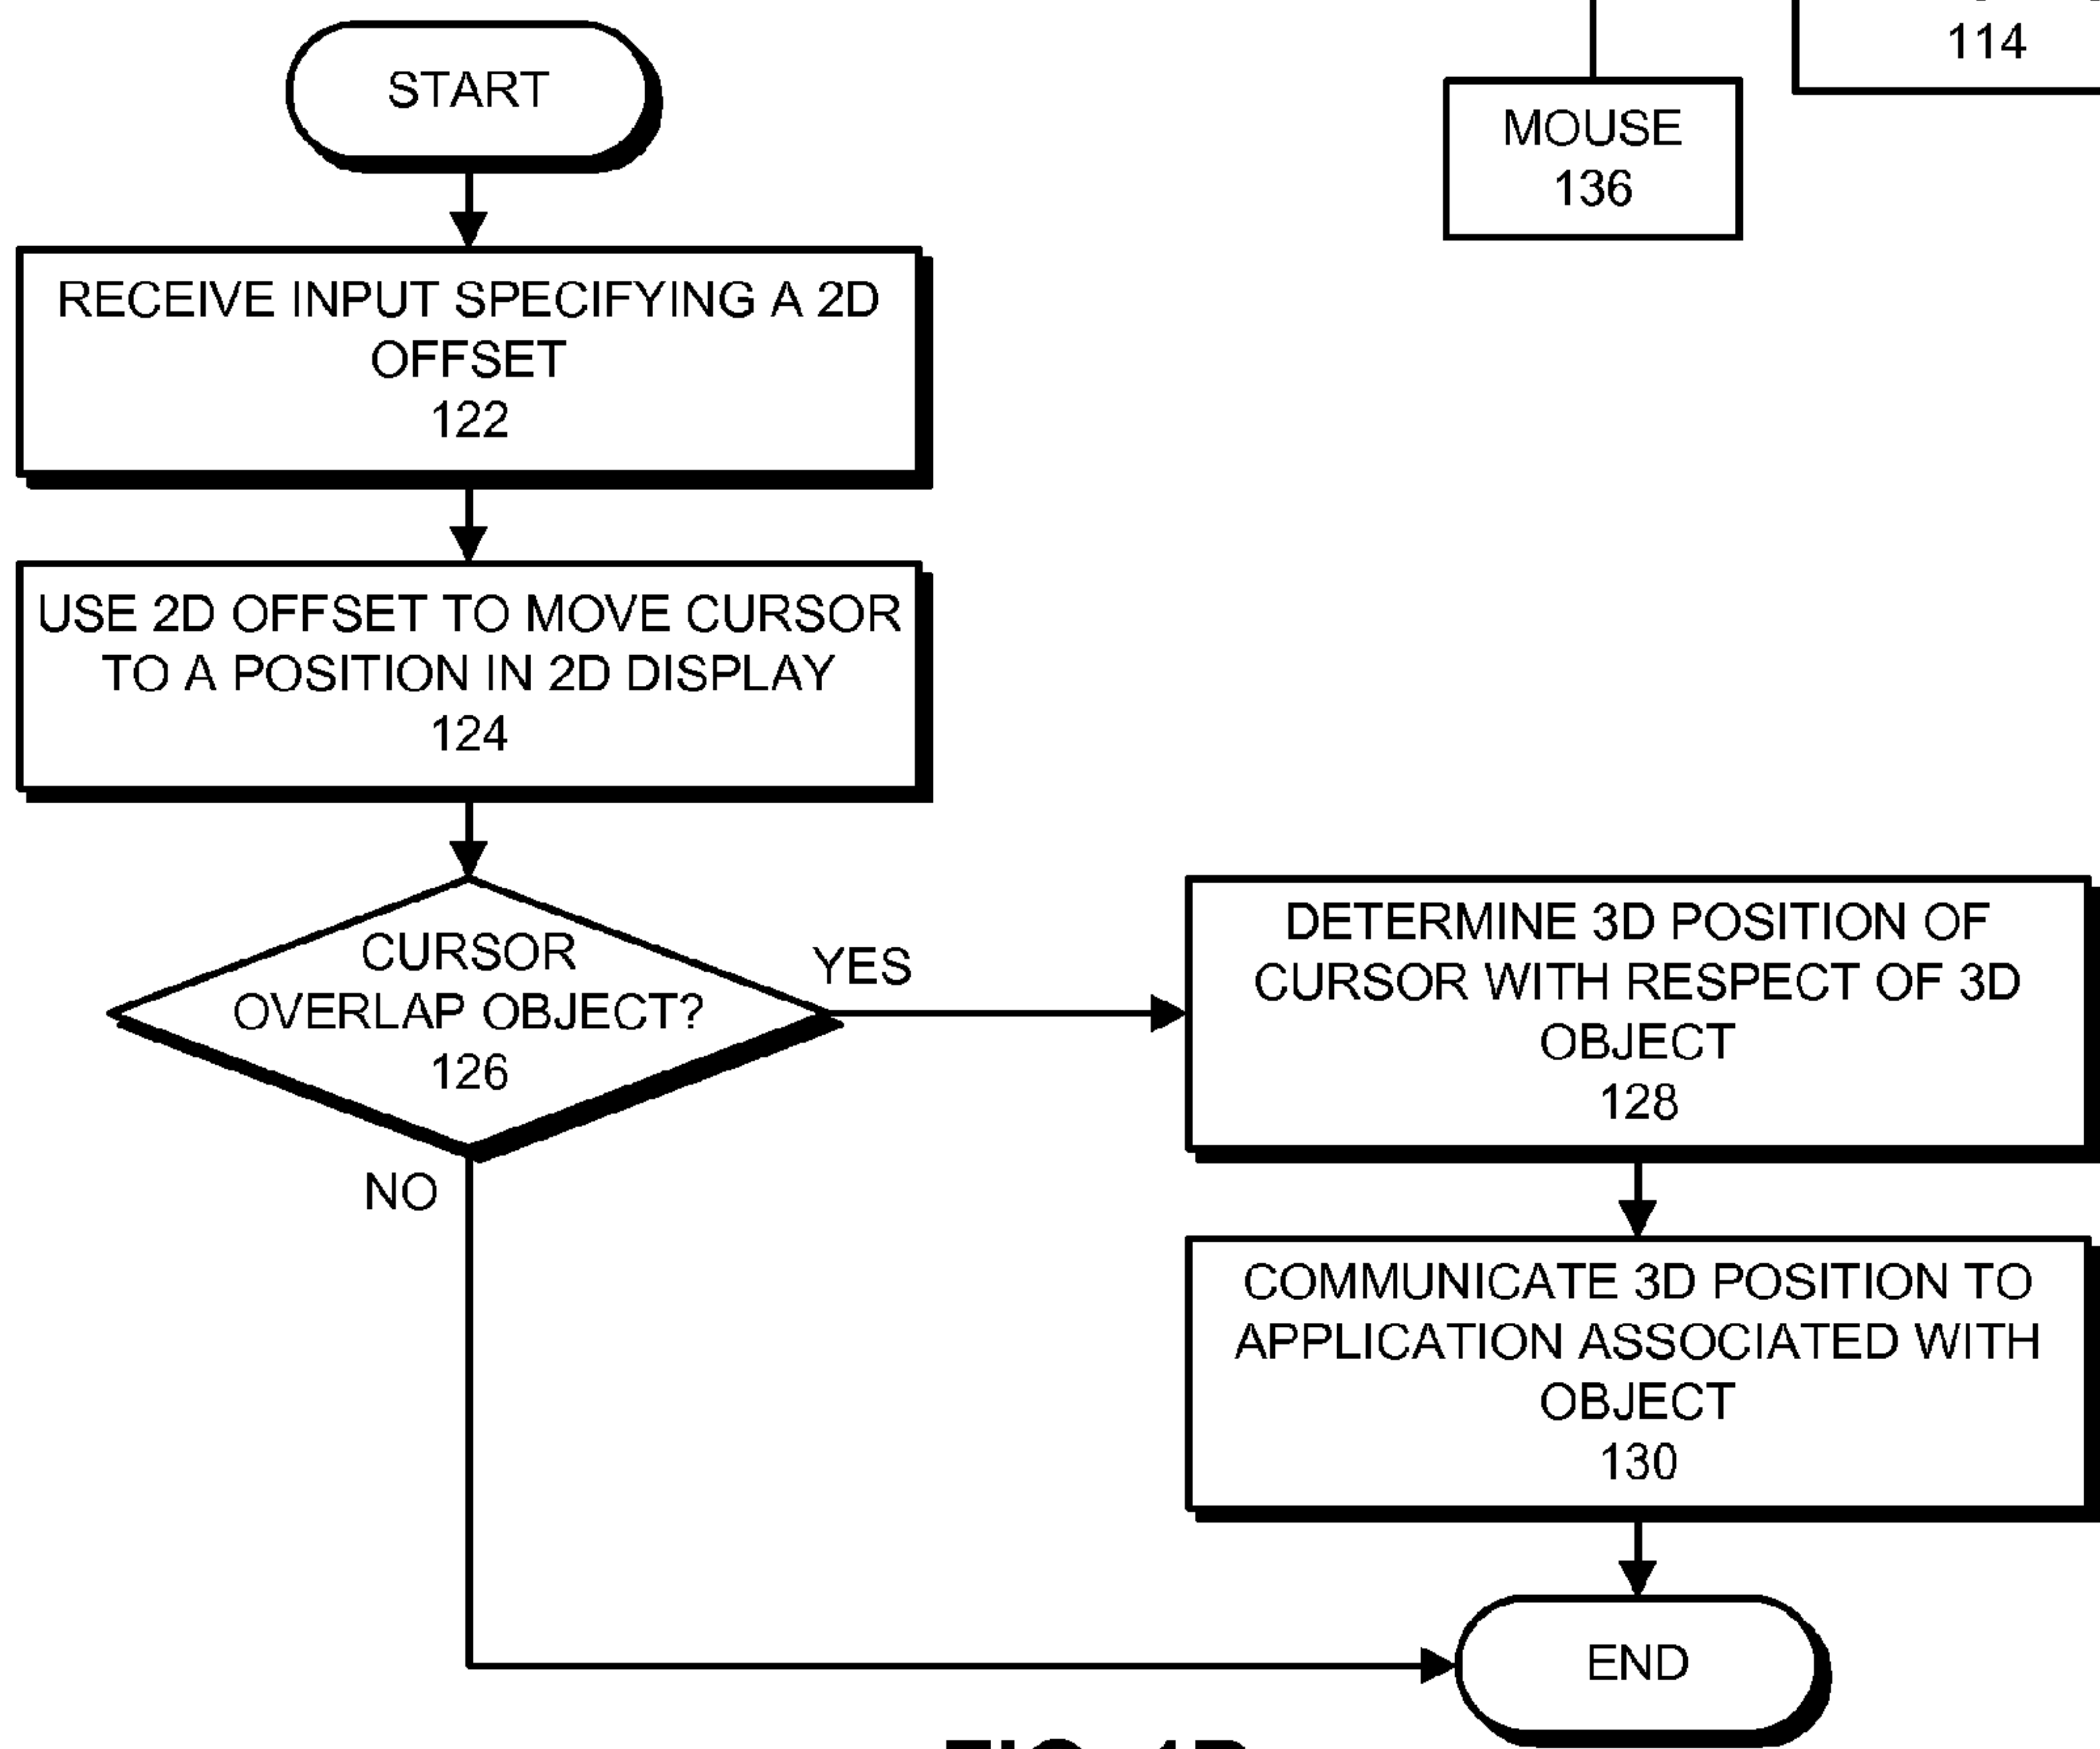 START
RECEIVE INPUT SPECIFYING A 2D
OFFSET
122
USE 2D OFFSET TO MOVE CURSOR
TO A POSITION IN 2D DISPLAY
124
CURSOR
OVERLAP OBJECT?
126
YES
NO
114
MOUSE
136
DETERMINE 3D POSITION OF
CURSOR WITH RESPECT OF 3D
OBJECT
128
COMMUNICATE 3D POSITION TO
APPLICATION ASSOCIATED WITH
OBJECT
130
END